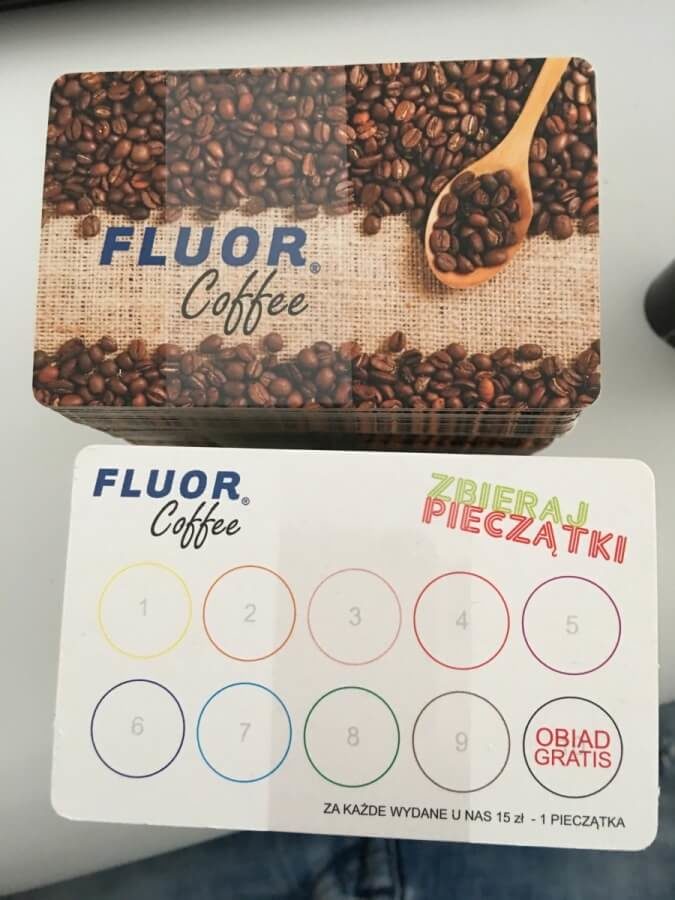 FLUOR®
Coffee
FLUOR®
Coffee
ZBIERAJ
PIECZĄTKI
1 2 3 4 5
6 7 8 9
OBIAD
GRATIS
ZA KAŻDE WYDANE U NAS 15 zł - 1 PIECZĄTKA